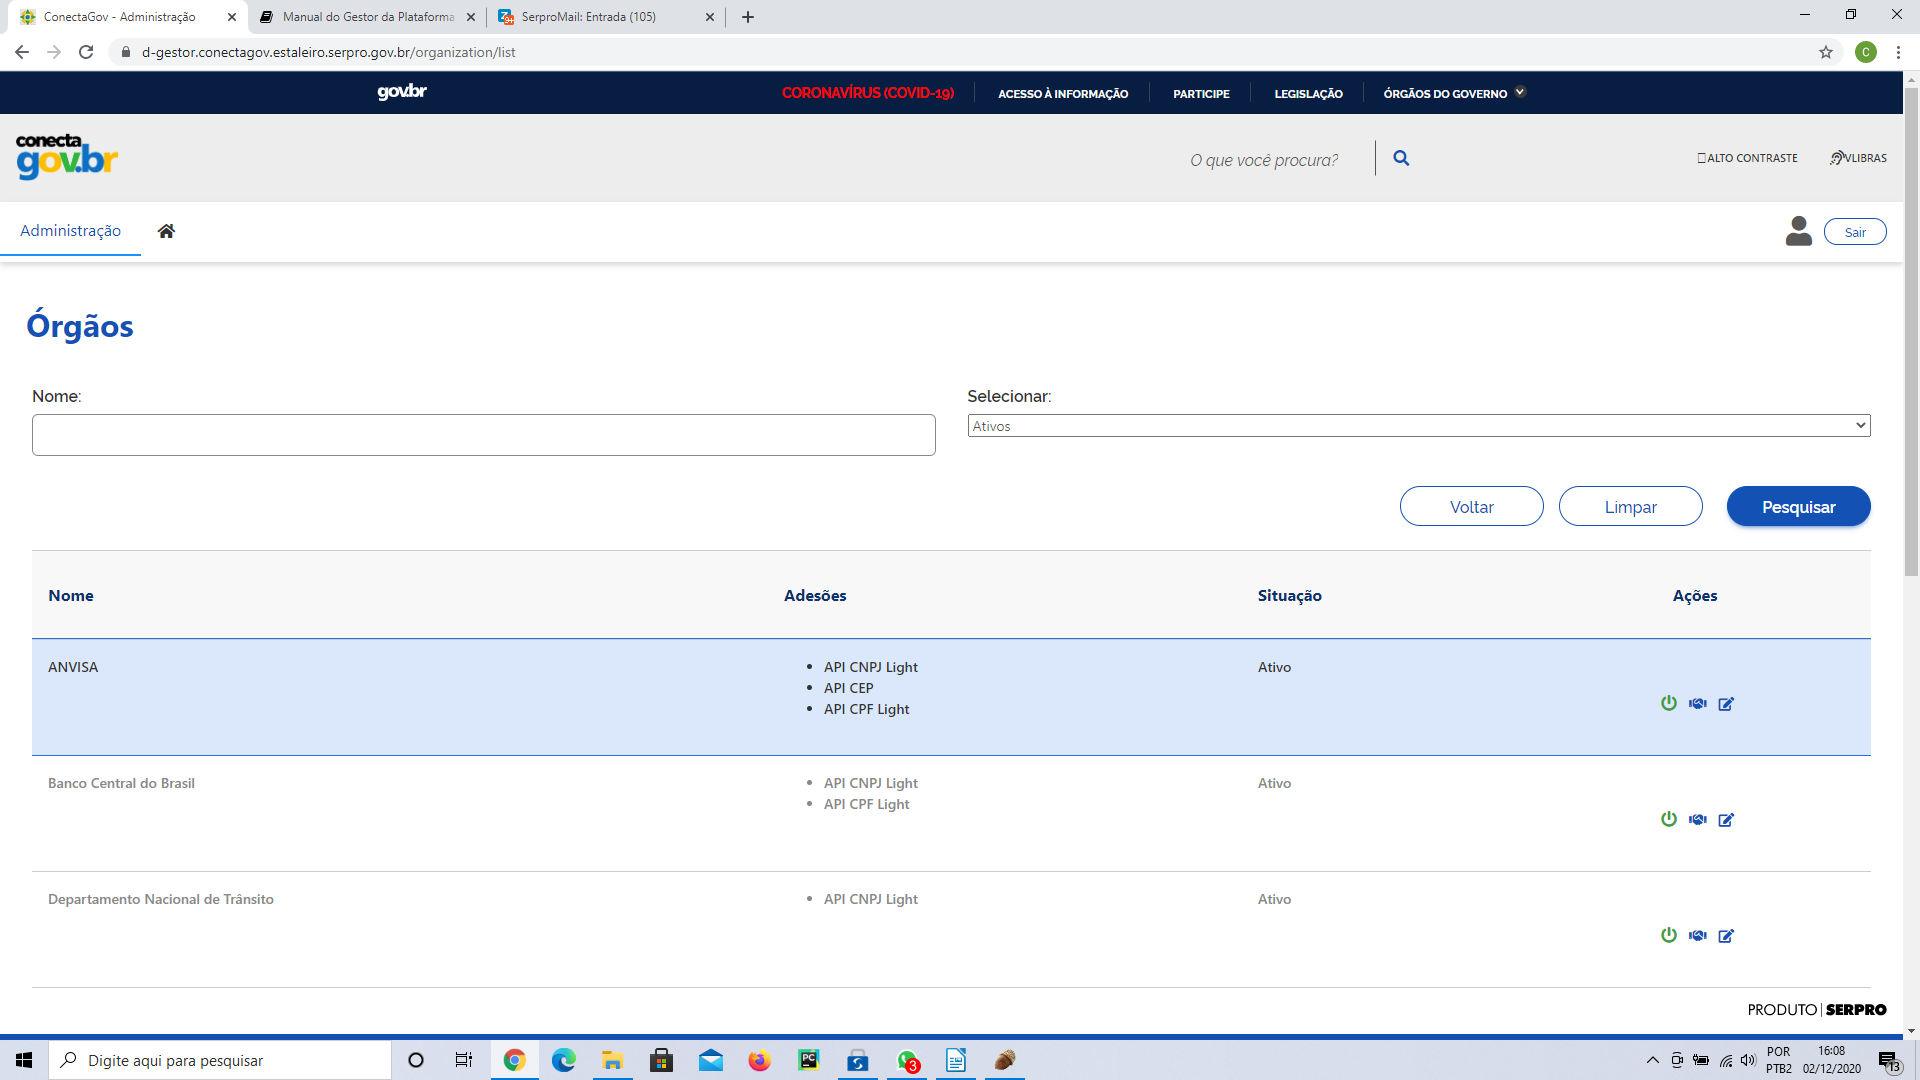 ConectaGov - Administração
Manual do Gestor da Plataforma
SerproMail: Entrada (105)
d-gestor.conectagov.estaleiro.serpro.gov.br/organization/list
C
gov.br
CORONAVÍRUS (COVID-19)
ACESSO À INFORMAÇÃO
PARTICIPE
LEGISLAÇÃO
ÓRGÃOS DO GOVERNO
conecta
gov.br
O que você procura?
ALTO CONTRASTE
VLIBRAS
Administração
Sair
Órgãos
Nome:
Selecionar:
Ativos
Voltar
Limpar
Pesquisar
Nome
Adesões
Situação
Ações
ANVISA
API CNPJ Light
API CEP
API CPF Light
Ativo
Banco Central do Brasil
API CNPJ Light
API CPF Light
Ativo
Departamento Nacional de Trânsito
API CNPJ Light
Ativo
PRODUTO | SERPRO
Digite aqui para pesquisar
PC
S
3
POR
PTB2
16:08
02/12/2020
13